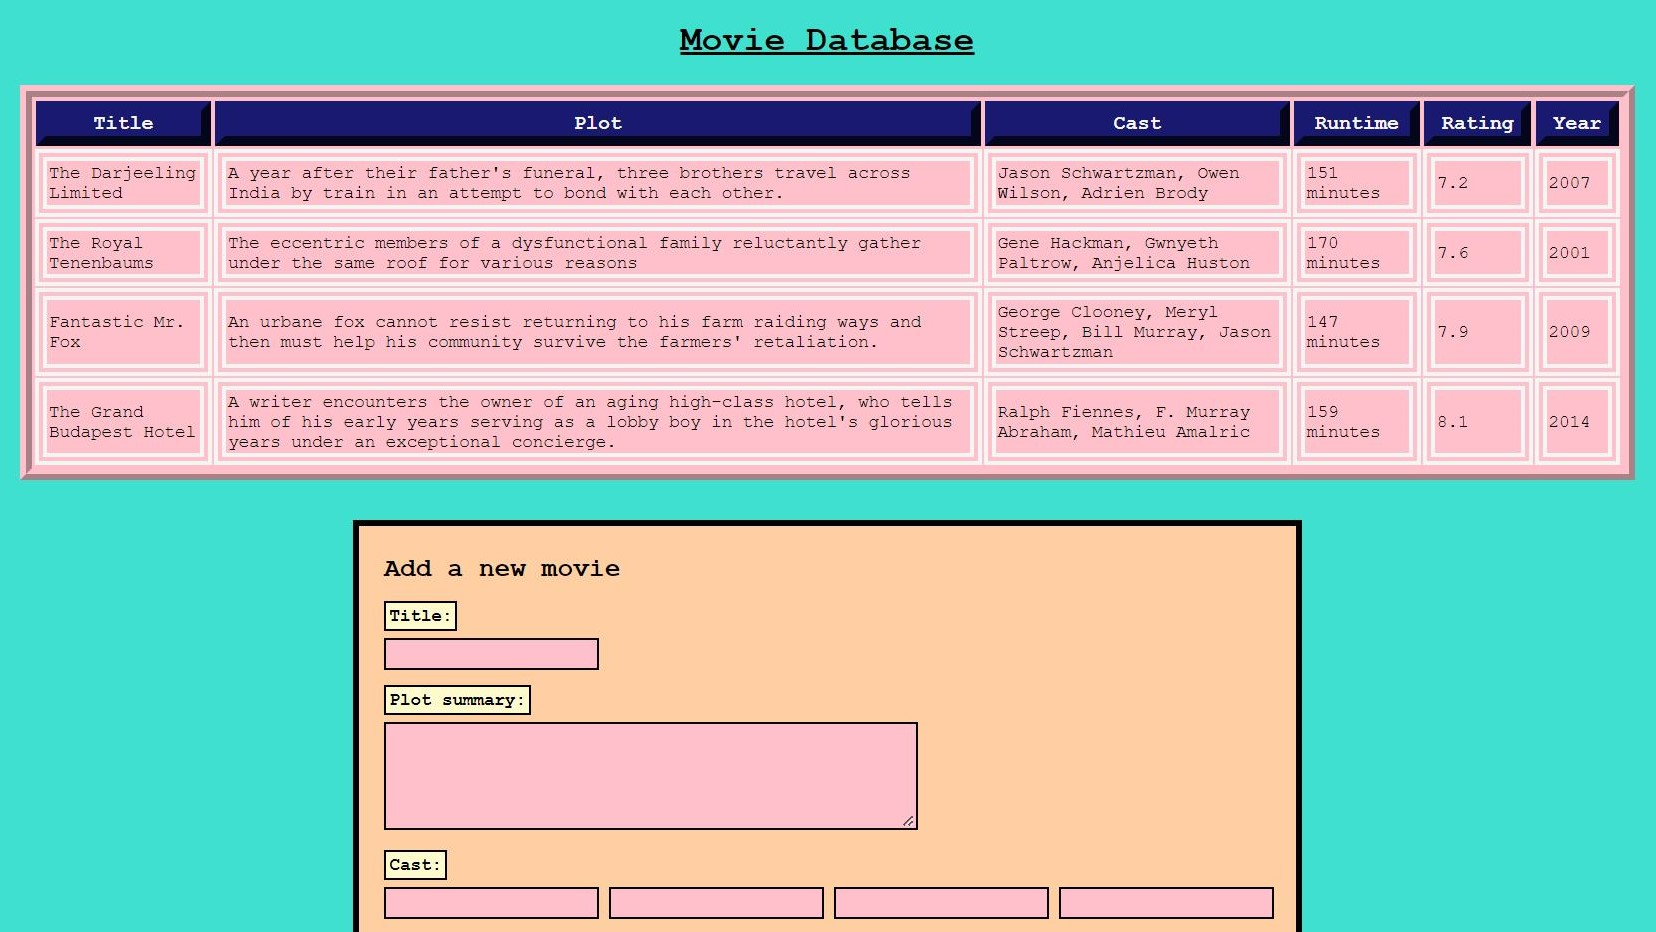 Movie Database
Title Plot Cast Runtime Rating Year
The Darjeeling Limited
A year after their father's funeral, three brothers travel across
India by train in an attempt to bond with each other.
Jason Schwartzman, Owen
Wilson, Adrien Brody
151
minutes
7.2
2007
The Royal
Tenenbaums
The eccentric members of a dysfunctional family reluctantly gather
under the same roof for various reasons
Gene Hackman, Gwnyeth
Paltrow, Anjelica Huston
170
minutes
7.6
2001
Fantastic Mr.
Fox
An urbane fox cannot resist returning to his farm raiding ways and
then must help his community survive the farmers' retaliation.
George Clooney, Meryl
Streep, Bill Murray, Jason
Schwartzman
147
minutes
7.9
2009
The Grand
Budapest Hotel
A writer encounters the owner of an aging high-class hotel, who tells
him of his early years serving as a lobby boy in the hotel's glorious
years under an exceptional concierge.
Ralph Fiennes, F. Murray
Abraham, Mathieu Amalric
159
minutes
8.1
2014
Add a new movie
Title:
Plot summary:
Cast: